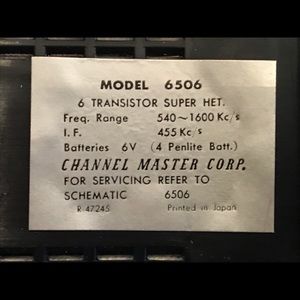 MODEL 6506
6 TRANSISTOR SUPER HET.
Freq. Range 540~1600 Kc/s
I. F. 455 Kc/s
Batteries 6V (4 Penlite Batt.)
CHANNEL MASTER CORP.
FOR SERVICING REFER TO
SCHEMATIC 6506
R-47245 Printed in Japan